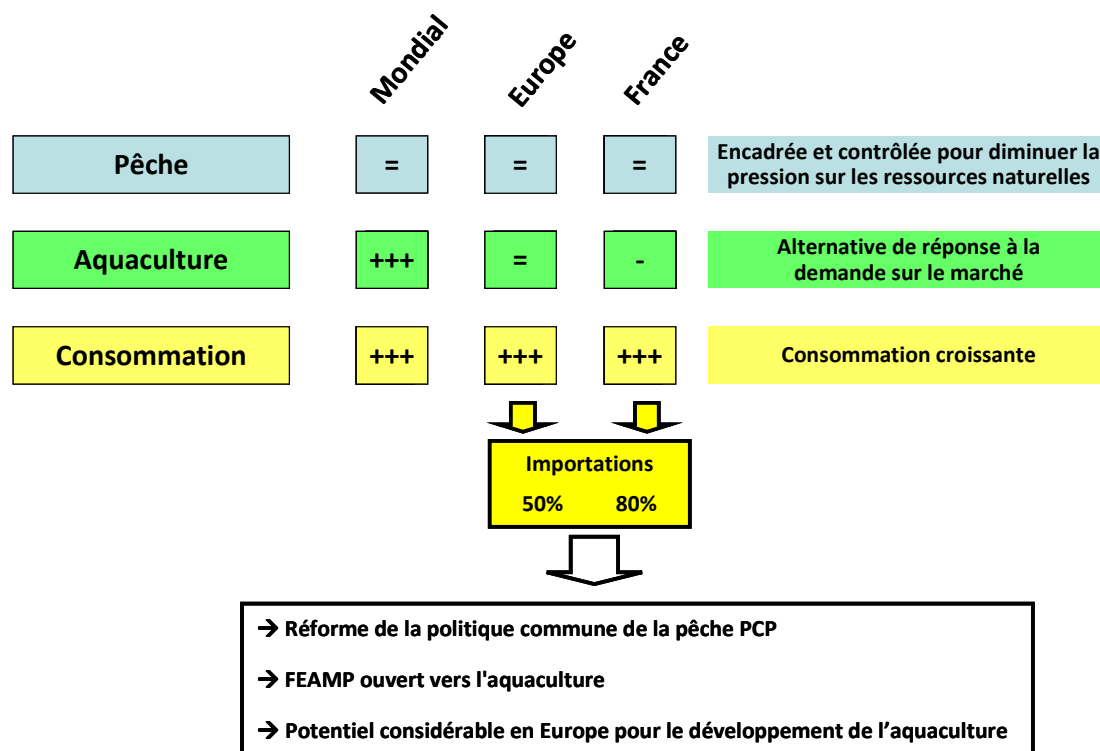 Mondial
Europe
France
Pêche
=
=
=
Encadrée et contrôlée pour diminuer la
pression sur les ressources naturelles
Aquaculture
+++
=
-
Alternative de réponse à la
demande sur le marché
Consommation
+++
+++
+++
Consommation croissante
Importations
50% 80%
→ Réforme de la politique commune de la pêche PCP
→ FEAMP ouvert vers l'aquaculture
→ Potentiel considérable en Europe pour le développement de l’aquaculture